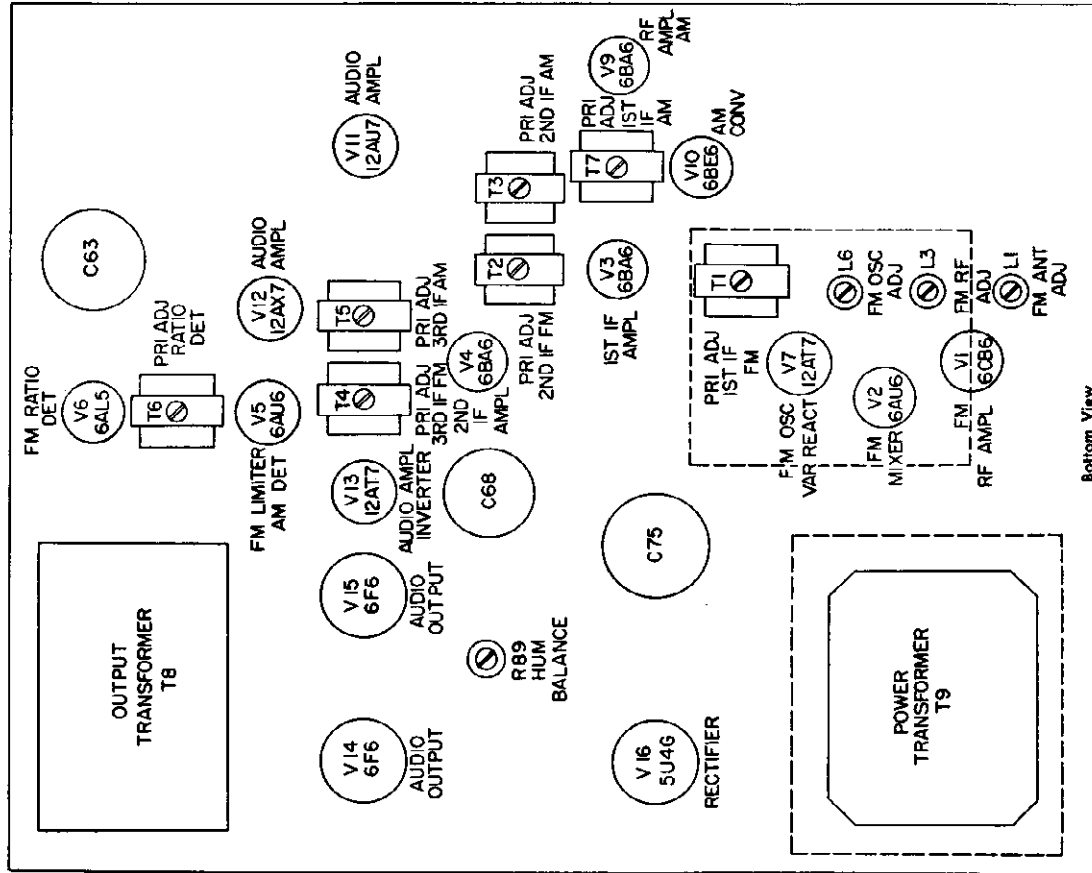 OUTPUT
TRANSFORMER
T8
FM RATIO
DET
V6
6AL5
T6
PRI ADJ
RATIO
DET
C63
FM LIMITER
AM DET
V5
6AU6
V12
12AX7
AUDIO
AMPL
V14
6F6
AUDIO
OUTPUT
V15
6F6
AUDIO
OUTPUT
V13
12AT7
AUDIO AMPL
INVERTER
T4
PRI ADJ
3RD IF FM
T5
PRI ADJ
3RD IF AM
V11
12AU7
AUDIO
AMPL
R89
HUM
BALANCE
C68
2ND
IF
AMPL
V4
6BA6
T2
PRI ADJ
2ND IF FM
T3
PRI ADJ
2ND IF AM
V16
5U4G
RECTIFIER
C75
1ST IF
AMPL
V3
6BA6
T7
PRI
ADJ
1ST
IF
AM
V9
6BA6
RF
AMPL
AM
V10
6BE6
AM
CONV
PRI ADJ
1ST IF
FM
T1
FM OSC
VAR REACT
V7
12AT7
L6
FM OSC
ADJ
FM
MIXER
V2
6AU6
L3
FM RF
ADJ
FM
RF AMPL
V1
6CB6
L1
FM ANT
ADJ
POWER
TRANSFORMER
T9
Bottom View